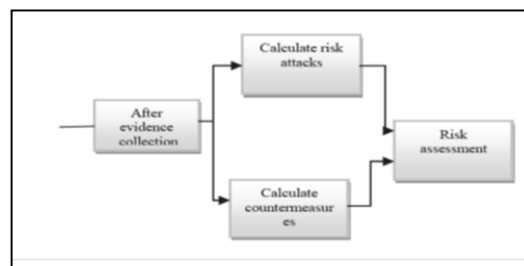 Calculate risk
attacks
After
evidence
collection
Risk
assessment
Calculate
countermeasur
es